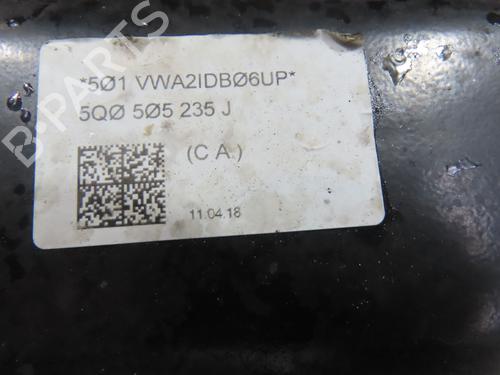 *5Ø1 VWA2IDBØ6UP*
5QØ 5Ø5 235 J
(C A.)
11.04.18
B-PARTS